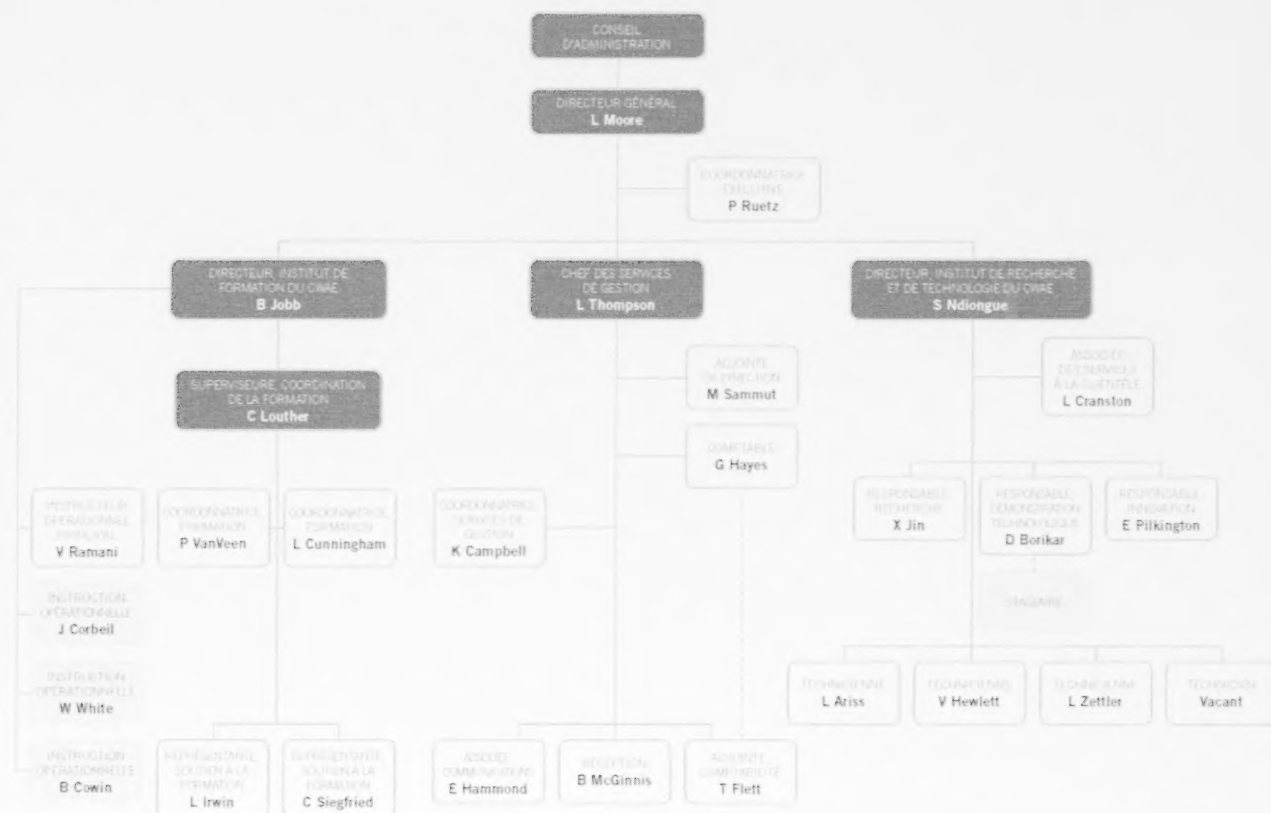 CONSEIL
D'ADMINISTRATION
DIRECTEUR GÉNÉRAL
L Moore
COORDONNATRICE
EXÉCUTIVE
P Ruetz
DIRECTEUR, INSTITUT DE
FORMATION DU CWAE
B Jobb
CHEF DES SERVICES
DE GESTION
L Thompson
DIRECTEUR, INSTITUT DE RECHERCHE
ET DE TECHNOLOGIE DU CWAE
S Ndiongue
SUPERVISEURE, COORDINATION
DE LA FORMATION
C Louther
ADJOINTE
DE DIRECTION
M Sammut
ASSOCIÉE
DES SERVICES
À LA CLIENTÈLE
L Cranston
COMPTABLE
G Hayes
INSTRUCTEUR
OPÉRATIONNEL
PRINCIPAL
V Ramani
COORDONNATRICE,
FORMATION
P VanVeen
COORDONNATRICE,
FORMATION
L Cunningham
COORDONNATRICE,
SERVICES DE
GESTION
K Campbell
RESPONSABLE,
RECHERCHE
X Jin
RESPONSABLE,
DÉMONSTRATION
TECHNOLOGIQUE
D Borikar
RESPONSABLE,
INNOVATION
E Pilkington
STAGIAIRE
INSTRUCTION
OPÉRATIONNELLE
J Corbeil
INSTRUCTION
OPÉRATIONNELLE
W White
INSTRUCTION
OPÉRATIONNELLE
B Cowin
TECHNICIENNE
L Ariss
TECHNICIENNE
V Hewlett
TECHNICIENNE
L Zettler
TECHNICIEN
Vacant
REPRÉSENTANTE,
SOUTIEN À LA
FORMATION
L Irwin
REPRÉSENTANTE,
SOUTIEN À LA
FORMATION
C Siegfried
ASSOCIÉE,
COMMUNICATIONS
E Hammond
RÉCEPTION
B McGinnis
ADJOINTE,
COMPTABILITÉ
T Flett